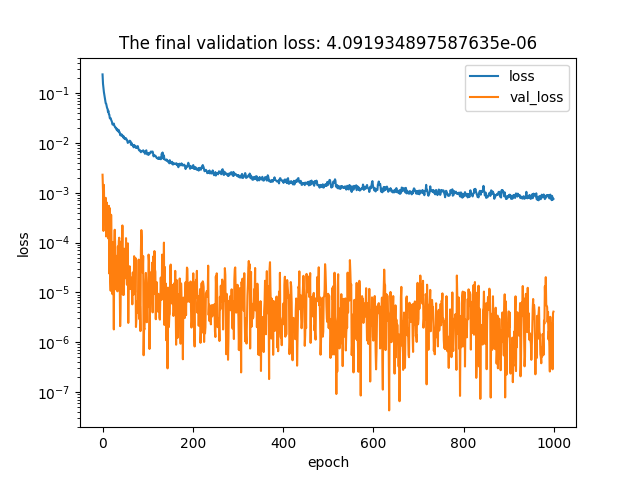 The final validation loss: 4.091934897587635e-06
loss
val_loss
10⁻¹
10⁻²
10⁻³
10⁻⁴
10⁻⁵
10⁻⁶
10⁻⁷
loss
0 200 400 600 800 1000
epoch